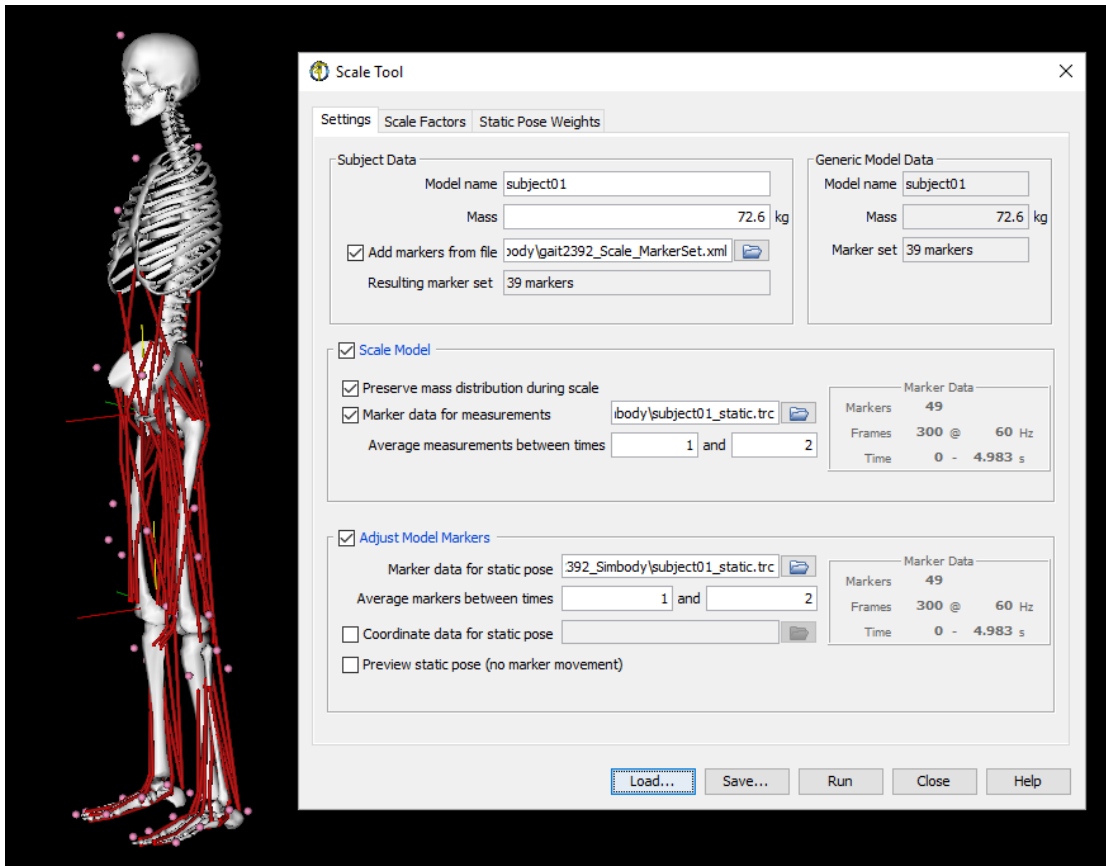 Scale Tool
Settings Scale Factors Static Pose Weights
Subject Data
Model name subject01
Mass 72.6 kg
Add markers from file body\gait2392_Scale_MarkerSet.xml
Resulting marker set 39 markers
Generic Model Data
Model name subject01
Mass 72.6 kg
Marker set 39 markers
Scale Model
Preserve mass distribution during scale
Marker data for measurements body\subject01_static.trc
Average measurements between times 1 and 2
Marker Data
Markers 49
Frames 300 @ 60 Hz
Time 0 - 4.983 s
Adjust Model Markers
Marker data for static pose 392_Simbody\subject01_static.trc
Average markers between times 1 and 2
Coordinate data for static pose
Preview static pose (no marker movement)
Marker Data
Markers 49
Frames 300 @ 60 Hz
Time 0 - 4.983 s
Load... Save... Run Close Help